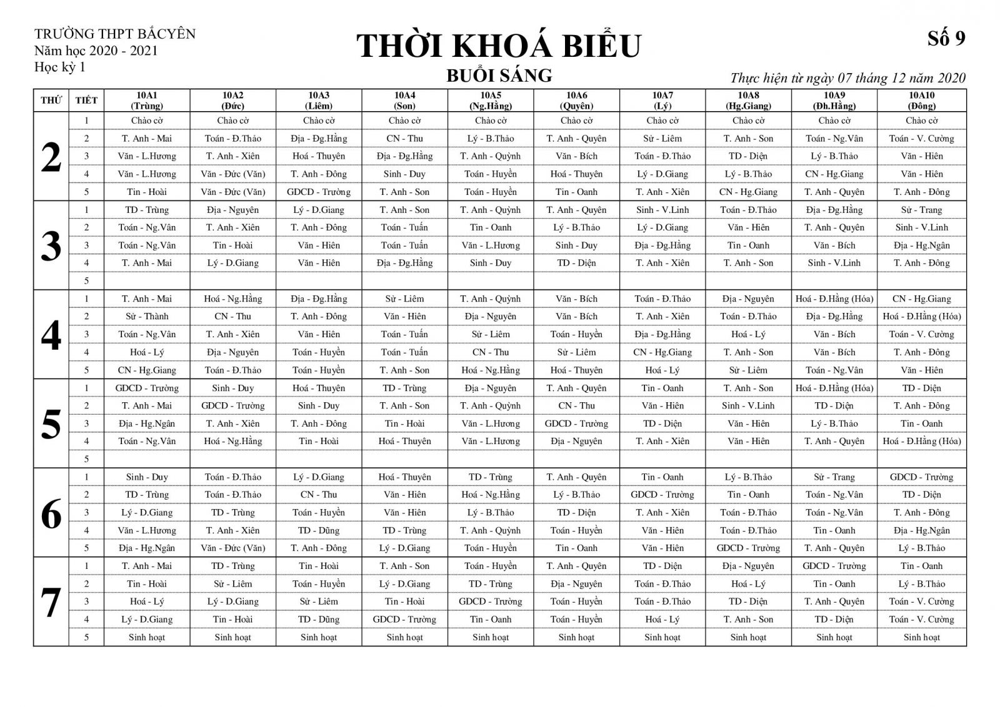 TRƯỜNG THPT BẮCYÊN
Năm học 2020 - 2021
Học kỳ 1
THỜI KHOÁ BIỂU
BUỔI SÁNG
Số 9
Thực hiện từ ngày 07 tháng 12 năm 2020
THỨ TIẾT 10A1 10A2 10A3 10A4 10A5 10A6 10A7 10A8 10A9 10A10
(Trùng) (Đức) (Liêm) (Son) (Ng.Hằng) (Quyên) (Lý) (Hg.Giang) (Đh.Hằng) (Đông)
2
1 Chào cờ Chào cờ Chào cờ Chào cờ Chào cờ Chào cờ Chào cờ Chào cờ Chào cờ Chào cờ
2 T. Anh - Mai Toán - Đ.Thảo Địa - Đg.Hằng CN - Thu Lý - B.Thảo T. Anh - Quyên Sử - Liêm T. Anh - Son Toán - Ng.Vân Toán - V. Cường
3 Văn - L.Hương T. Anh - Xiên Hoá - Thuyên Địa - Đg.Hằng T. Anh - Quỳnh Văn - Bích Toán - Đ.Thảo TD - Diện Lý - B.Thảo Văn - Hiên
4 Văn - L.Hương Văn - Đức (Văn) T. Anh - Đông Sinh - Duy Toán - Huyền Hoá - Thuyên Lý - D.Giang Lý - B.Thảo CN - Hg.Giang Văn - Hiên
5 Tin - Hoài Văn - Đức (Văn) GDCD - Trường T. Anh - Son Toán - Huyền Tin - Oanh T. Anh - Xiên CN - Hg.Giang T. Anh - Quyên T. Anh - Đông
3
1 TD - Trùng Địa - Nguyên Lý - D.Giang T. Anh - Son T. Anh - Quỳnh T. Anh - Quyên Sinh - V.Linh Toán - Đ.Thảo Địa - Đg.Hằng Sử - Trang
2 Toán - Ng.Vân T. Anh - Xiên T. Anh - Đông Toán - Tuấn Tin - Oanh Lý - B.Thảo Lý - D.Giang Văn - Hiên T. Anh - Quyên Sinh - V.Linh
3 Toán - Ng.Vân Tin - Hoài Văn - Hiên Toán - Tuấn Văn - L.Hương Sinh - Duy Địa - Đg.Hằng Tin - Oanh Văn - Bích Địa - Hg.Ngân
4 T. Anh - Mai Lý - D.Giang Văn - Hiên Địa - Đg.Hằng Sinh - Duy TD - Diện T. Anh - Xiên T. Anh - Son Sinh - V.Linh T. Anh - Đông
5
4
1 T. Anh - Mai Hoá - Ng.Hằng Địa - Đg.Hằng Sử - Liêm T. Anh - Quỳnh Văn - Bích Toán - Đ.Thảo Địa - Nguyên Hoá - Đ.Hằng (Hóa) CN - Hg.Giang
2 Sử - Thành CN - Thu T. Anh - Đông Văn - Hiên Địa - Nguyên Văn - Bích T. Anh - Xiên Toán - Đ.Thảo Địa - Đg.Hằng Hoá - Đ.Hằng (Hóa)
3 Toán - Ng.Vân T. Anh - Xiên Văn - Hiên Toán - Tuấn Sử - Liêm Toán - Huyền Địa - Đg.Hằng Hoá - Lý Văn - Bích Toán - V. Cường
4 Hoá - Lý Địa - Nguyên Toán - Huyền Toán - Tuấn CN - Thu Sử - Liêm CN - Hg.Giang T. Anh - Son Văn - Bích T. Anh - Đông
5 CN - Hg.Giang Toán - Đ.Thảo Toán - Huyền T. Anh - Son Hoá - Ng.Hằng Hoá - Thuyên Hoá - Lý Sử - Liêm Toán - Ng.Vân Văn - Hiên
5
1 GDCD - Trường Sinh - Duy Hoá - Thuyên TD - Trùng Địa - Nguyên T. Anh - Quyên Tin - Oanh T. Anh - Son Hoá - Đ.Hằng (Hóa) TD - Diện
2 T. Anh - Mai GDCD - Trường Sinh - Duy T. Anh - Son T. Anh - Quỳnh CN - Thu Văn - Hiên Sinh - V.Linh TD - Diện T. Anh - Đông
3 Địa - Hg.Ngân T. Anh - Xiên T. Anh - Đông Tin - Hoài Văn - L.Hương GDCD - Trường TD - Diện Văn - Hiên Lý - B.Thảo Tin - Oanh
4 Toán - Ng.Vân Hoá - Ng.Hằng Tin - Hoài Hoá - Thuyên Văn - L.Hương Địa - Nguyên T. Anh - Xiên Văn - Hiên T. Anh - Quyên Hoá - Đ.Hằng (Hóa)
5
6
1 Sinh - Duy Toán - Đ.Thảo Lý - D.Giang Hoá - Thuyên TD - Trùng T. Anh - Quyên Tin - Oanh Lý - B.Thảo Sử - Trang GDCD - Trường
2 TD - Trùng Toán - Đ.Thảo CN - Thu Văn - Hiên Hoá - Ng.Hằng Lý - B.Thảo GDCD - Trường Tin - Oanh Toán - Ng.Vân TD - Diện
3 Lý - D.Giang TD - Trùng Toán - Huyền Văn - Hiên Lý - B.Thảo TD - Diện T. Anh - Xiên Toán - Đ.Thảo Toán - Ng.Vân T. Anh - Đông
4 Văn - L.Hương T. Anh - Xiên TD - Dũng TD - Trùng T. Anh - Quỳnh Toán - Huyền Văn - Hiên Toán - Đ.Thảo Tin - Oanh Địa - Hg.Ngân
5 Địa - Hg.Ngân Văn - Đức (Văn) T. Anh - Đông Lý - D.Giang Toán - Huyền Tin - Oanh Văn - Hiên GDCD - Trường T. Anh - Quyên Lý - B.Thảo
7
1 T. Anh - Mai TD - Trùng Tin - Hoài T. Anh - Son Toán - Huyền T. Anh - Quyên TD - Diện Địa - Nguyên GDCD - Trường Tin - Oanh
2 Tin - Hoài Sử - Liêm Toán - Huyền Lý - D.Giang TD - Trùng Địa - Nguyên Toán - Đ.Thảo Hoá - Lý Tin - Oanh Lý - B.Thảo
3 Hoá - Lý Lý - D.Giang Sử - Liêm Tin - Hoài GDCD - Trường Toán - Huyền Toán - Đ.Thảo TD - Diện T. Anh - Quyên Toán - V. Cường
4 Lý - D.Giang Tin - Hoài TD - Dũng GDCD - Trường Tin - Oanh Toán - Huyền Hoá - Lý T. Anh - Son TD - Diện Toán - V. Cường
5 Sinh hoạt Sinh hoạt Sinh hoạt Sinh hoạt Sinh hoạt Sinh hoạt Sinh hoạt Sinh hoạt Sinh hoạt Sinh hoạt